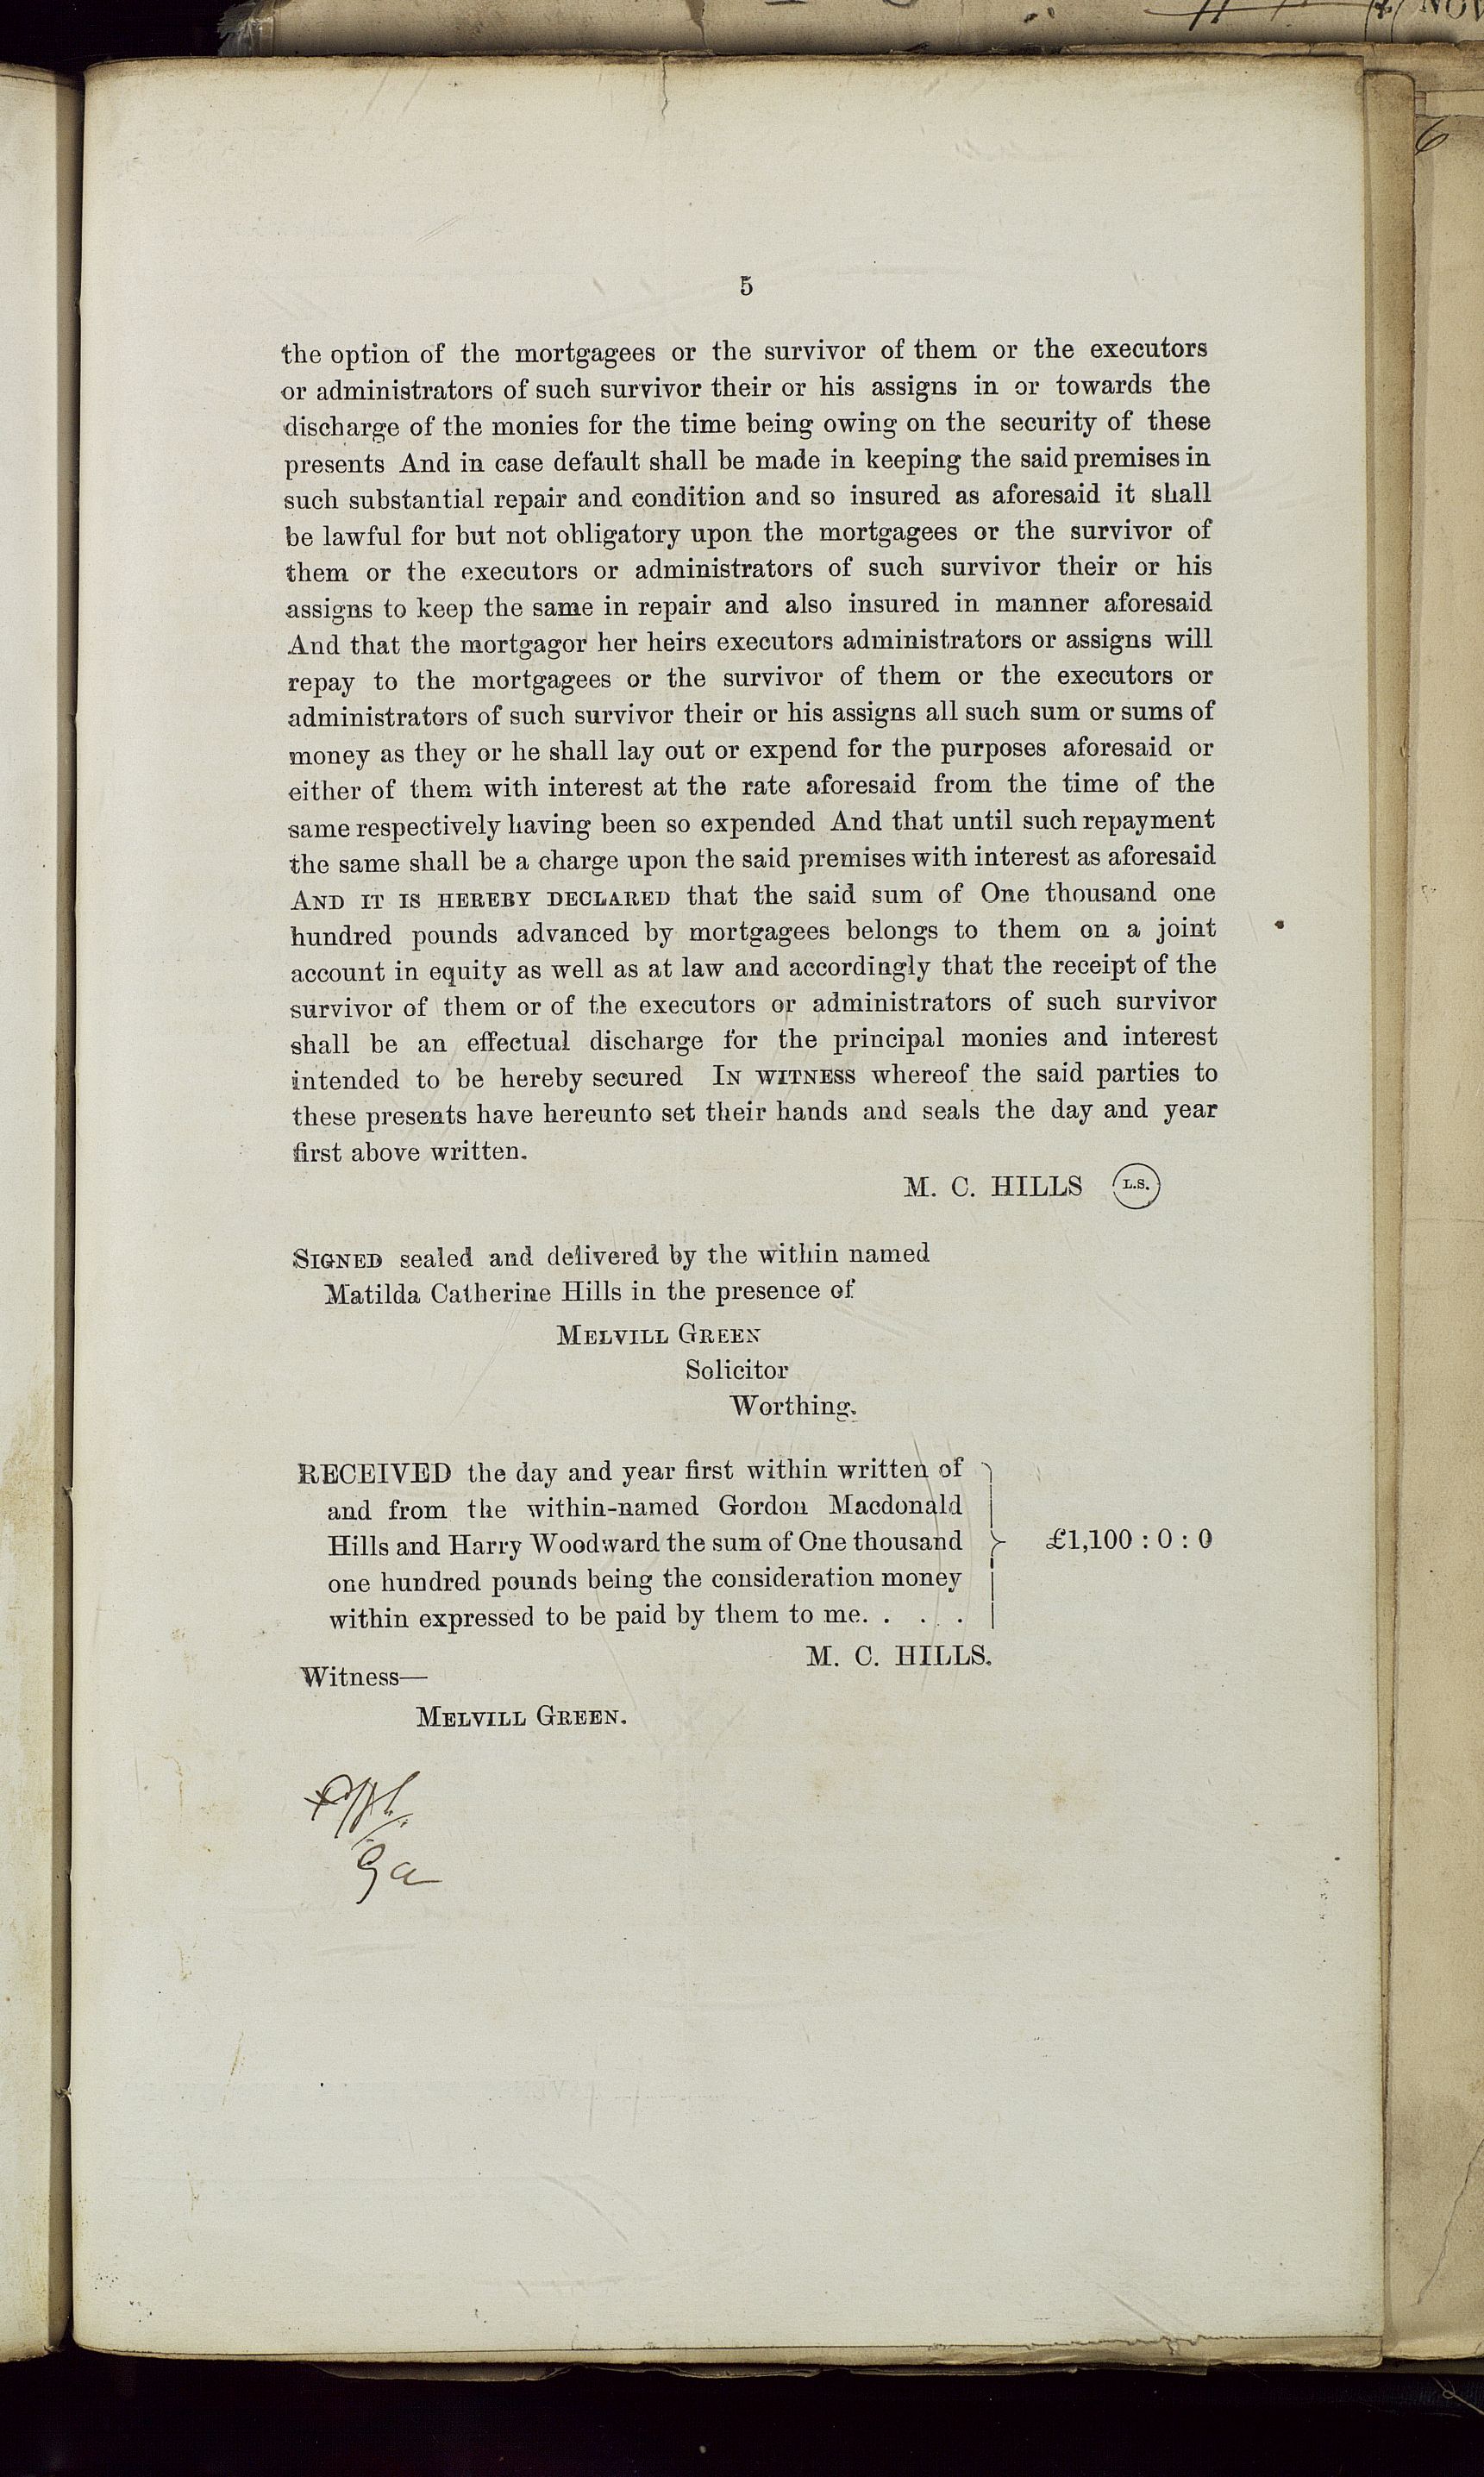 5
the option of the mortgagees or the survivor of them or the executors
or administrators of such survivor their or his assigns in or towards the
discharge of the monies for the time being owing on the security of these
presents And in case default shall be made in keeping the said premises in
such substantial repair and condition and so insured as aforesaid it shall
be lawful for but not obligatory upon the mortgagees or the survivor of
them or the executors or administrators of such survivor their or his
assigns to keep the same in repair and also insured in manner aforesaid
And that the mortgagor her heirs executors administrators or assigns will
repay to the mortgagees or the survivor of them or the executors or
administrators of such survivor their or his assigns all such sum or sums of
money as they or he shall lay out or expend for the purposes aforesaid or
either of them with interest at the rate aforesaid from the time of the
same respectively having been so expended And that until such repayment
the same shall be a charge upon the said premises with interest as aforesaid
AND IT IS HEREBY DECLARED that the said sum of One thousand one
hundred pounds advanced by mortgagees belongs to them on a joint
account in equity as well as at law and accordingly that the receipt of the
survivor of them or of the executors or administrators of such survivor
shall be an effectual discharge for the principal monies and interest
intended to be hereby secured IN WITNESS whereof the said parties to
these presents have hereunto set their hands and seals the day and year
first above written.
M. C. HILLS L.S.
SIGNED sealed and delivered by the within named
Matilda Catherine Hills in the presence of
MELVILL GREEN
Solicitor
Worthing.
RECEIVED the day and year first within written of
and from the within-named Gordon Macdonald
Hills and Harry Woodward the sum of One thousand
one hundred pounds being the consideration money
within expressed to be paid by them to me. . . .
£1,100 : 0 : 0
M. C. HILLS.
Witness—
MELVILL GREEN.